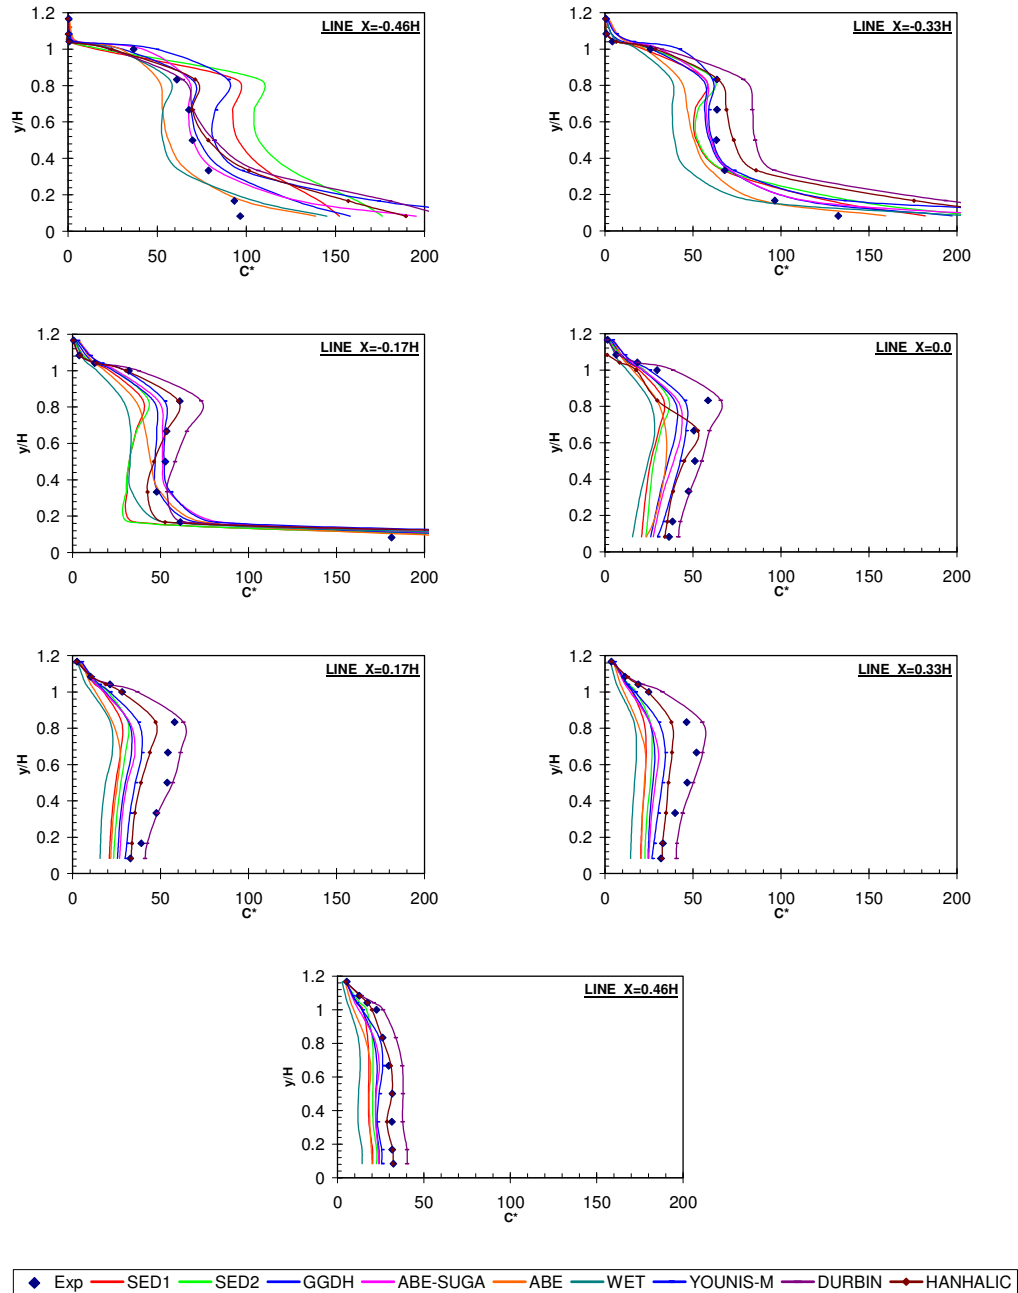 LINE X=-0.46H
y/H
1.2
1
0.8
0.6
0.4
0.2
0
0 50 100 150 200
C*
LINE X=-0.33H
y/H
1.2
1
0.8
0.6
0.4
0.2
0
0 50 100 150 200
C*
LINE X=-0.17H
y/H
1.2
1
0.8
0.6
0.4
0.2
0
0 50 100 150 200
C*
LINE X=0.0
y/H
1.2
1
0.8
0.6
0.4
0.2
0
0 50 100 150 200
C*
LINE X=0.17H
y/H
1.2
1
0.8
0.6
0.4
0.2
0
0 50 100 150 200
C*
LINE X=0.33H
y/H
1.2
1
0.8
0.6
0.4
0.2
0
0 50 100 150 200
C*
LINE X=0.46H
y/H
1.2
1
0.8
0.6
0.4
0.2
0
0 50 100 150 200
C*
Exp SED1 SED2 GGDH ABE-SUGA ABE WET YOUNIS-M DURBIN HANHALIC